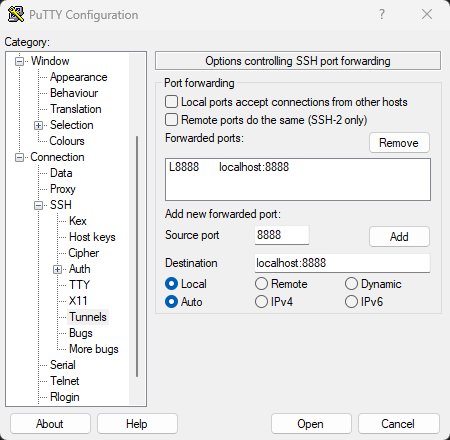 PuTTY Configuration
?
Category:
Window
Appearance
Behaviour
Translation
Selection
Colours
Connection
Data
Proxy
SSH
Kex
Host keys
Cipher
Auth
TTY
X11
Tunnels
Bugs
More bugs
Serial
Telnet
Rlogin
Options controlling SSH port forwarding
Port forwarding
Local ports accept connections from other hosts
Remote ports do the same (SSH-2 only)
Forwarded ports:
Remove
L8888 localhost:8888
Add new forwarded port:
Source port 8888 Add
Destination localhost:8888
Local Remote Dynamic
Auto IPv4 IPv6
About Help Open Cancel